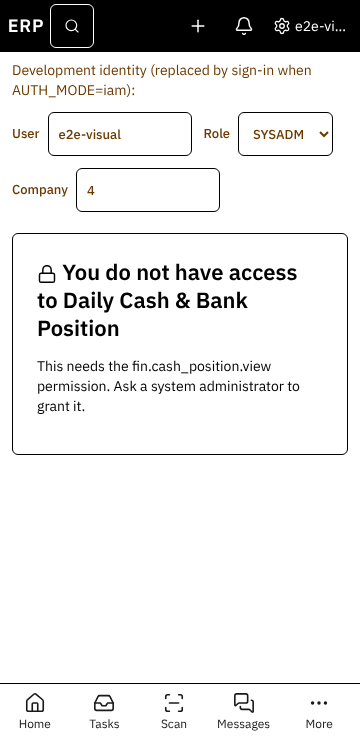 ERP e2e-vi...
Development identity (replaced by sign-in when
AUTH_MODE=iam):
User e2e-visual Role SYSADM
Company 4
You do not have access
to Daily Cash & Bank
Position
This needs the fin.cash_position.view
permission. Ask a system administrator to
grant it.
Home Tasks Scan Messages More